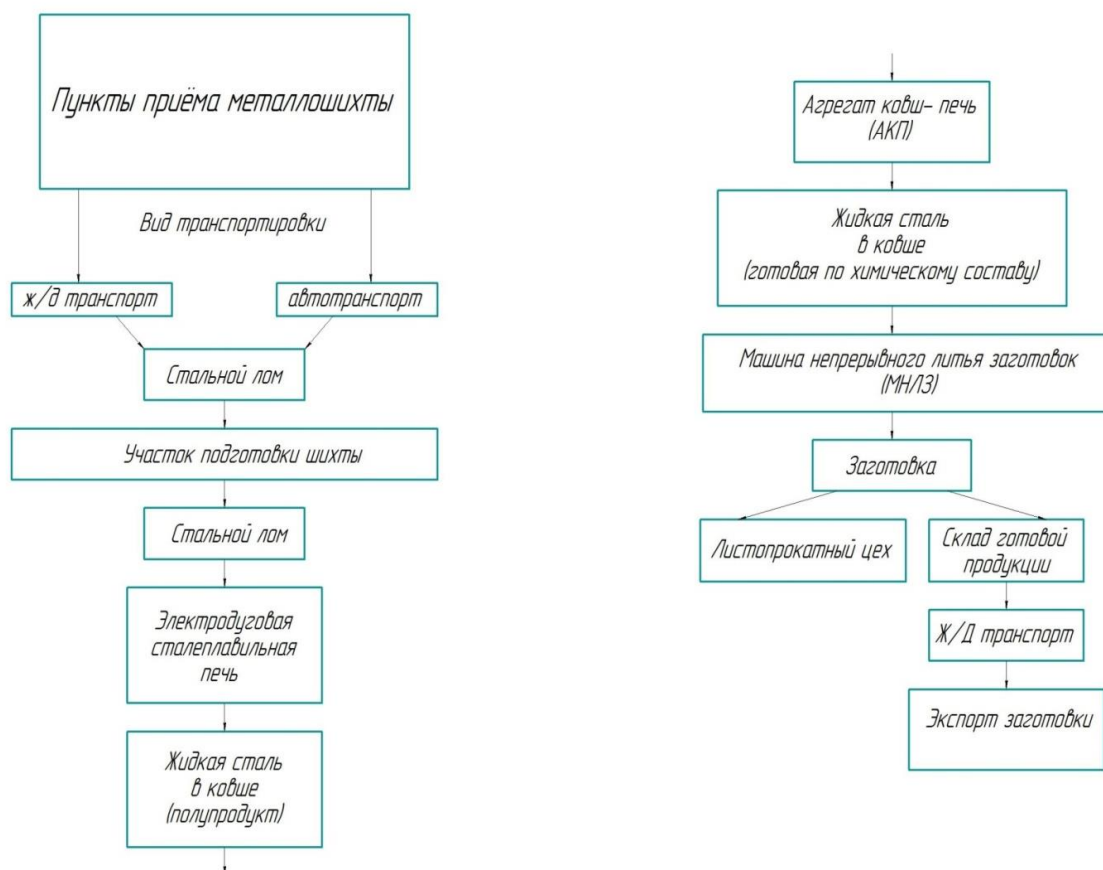 Пункты приёма металлошихты
Вид транспортировки
ж/д транспорт
автотранспорт
Стальной лом
Участок подготовки шихты
Стальной лом
Электродуговая
сталеплавильная
печь
Жидкая сталь
в ковше
(полупродукт)
Агрегат ковш- печь
(АКП)
Жидкая сталь
в ковше
(готовая по химическому составу)
Машина непрерывного литья заготовок
(МНЛЗ)
Заготовка
Листопрокатный цех
Склад готовой
продукции
Ж/Д транспорт
Экспорт заготовки